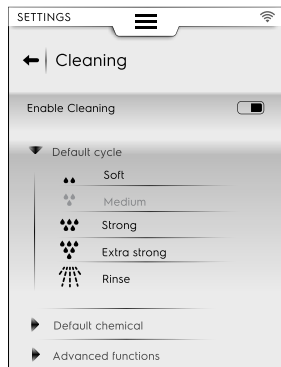 SETTINGS
Cleaning
Enable Cleaning
Default cycle
Soft
Medium
Strong
Extra strong
Rinse
Default chemical
Advanced functions